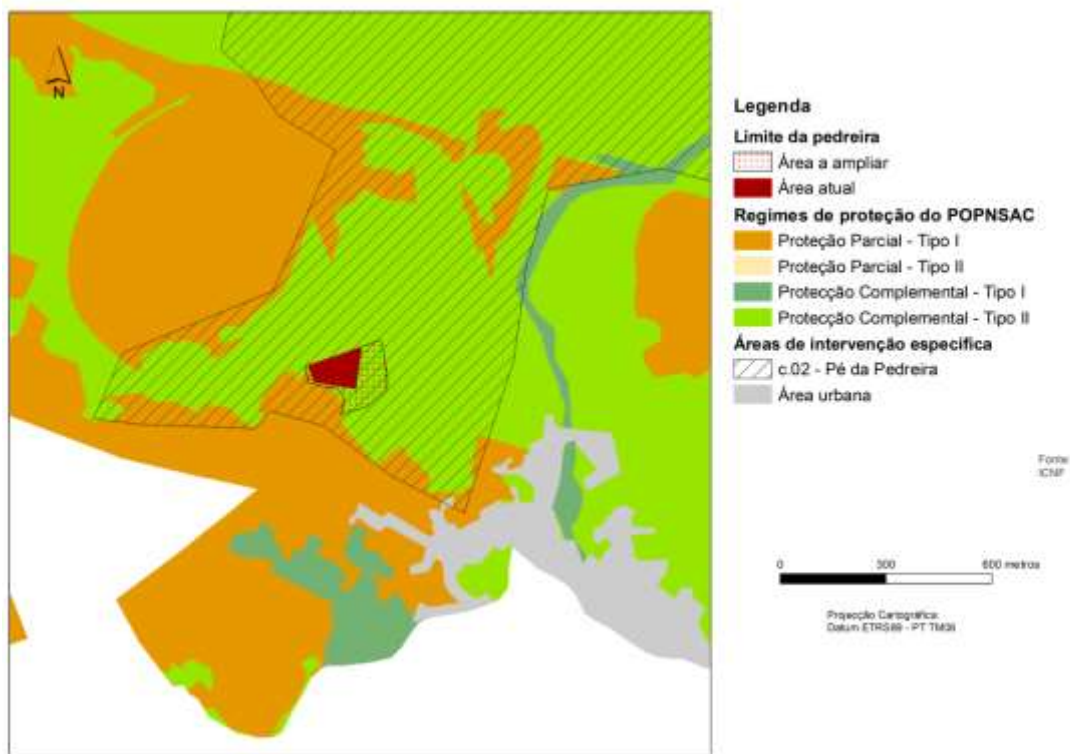 N
Legenda
Limite da pedreira
Área a ampliar
Área atual
Regimes de proteção do POPNSAC
Proteção Parcial - Tipo I
Proteção Parcial - Tipo II
Protecção Complemental - Tipo I
Protecção Complemental - Tipo II
Áreas de intervenção especifica
c.02 - Pé da Pedreira
Área urbana
Fonte
ICNF
0 300 600 metros
Projecção Cartográfica:
Datum ETRS89 - PT TM06